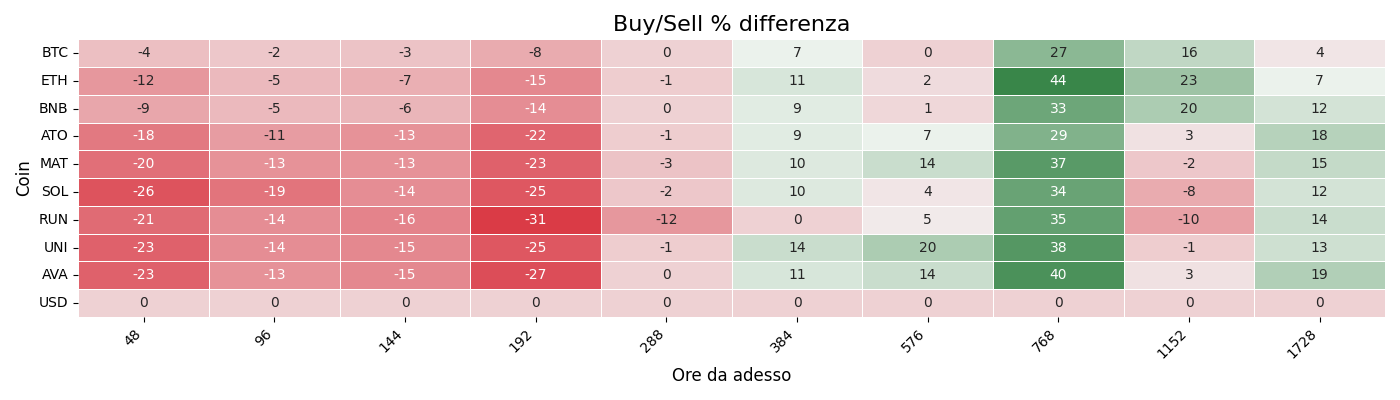 Buy/Sell % differenza
BTC -4 -2 -3 -8 0 7 0 27 16 4
ETH -12 -5 -7 -15 -1 11 2 44 23 7
BNB -9 -5 -6 -14 0 9 1 33 20 12
ATO -18 -11 -13 -22 -1 9 7 29 3 18
MAT -20 -13 -13 -23 -3 10 14 37 -2 15
SOL -26 -19 -14 -25 -2 10 4 34 -8 12
RUN -21 -14 -16 -31 -12 0 5 35 -10 14
UNI -23 -14 -15 -25 -1 14 20 38 -1 13
AVA -23 -13 -15 -27 0 11 14 40 3 19
USD 0 0 0 0 0 0 0 0 0 0
Coin
48 96 144 192 288 384 576 768 1152 1728
Ore da adesso